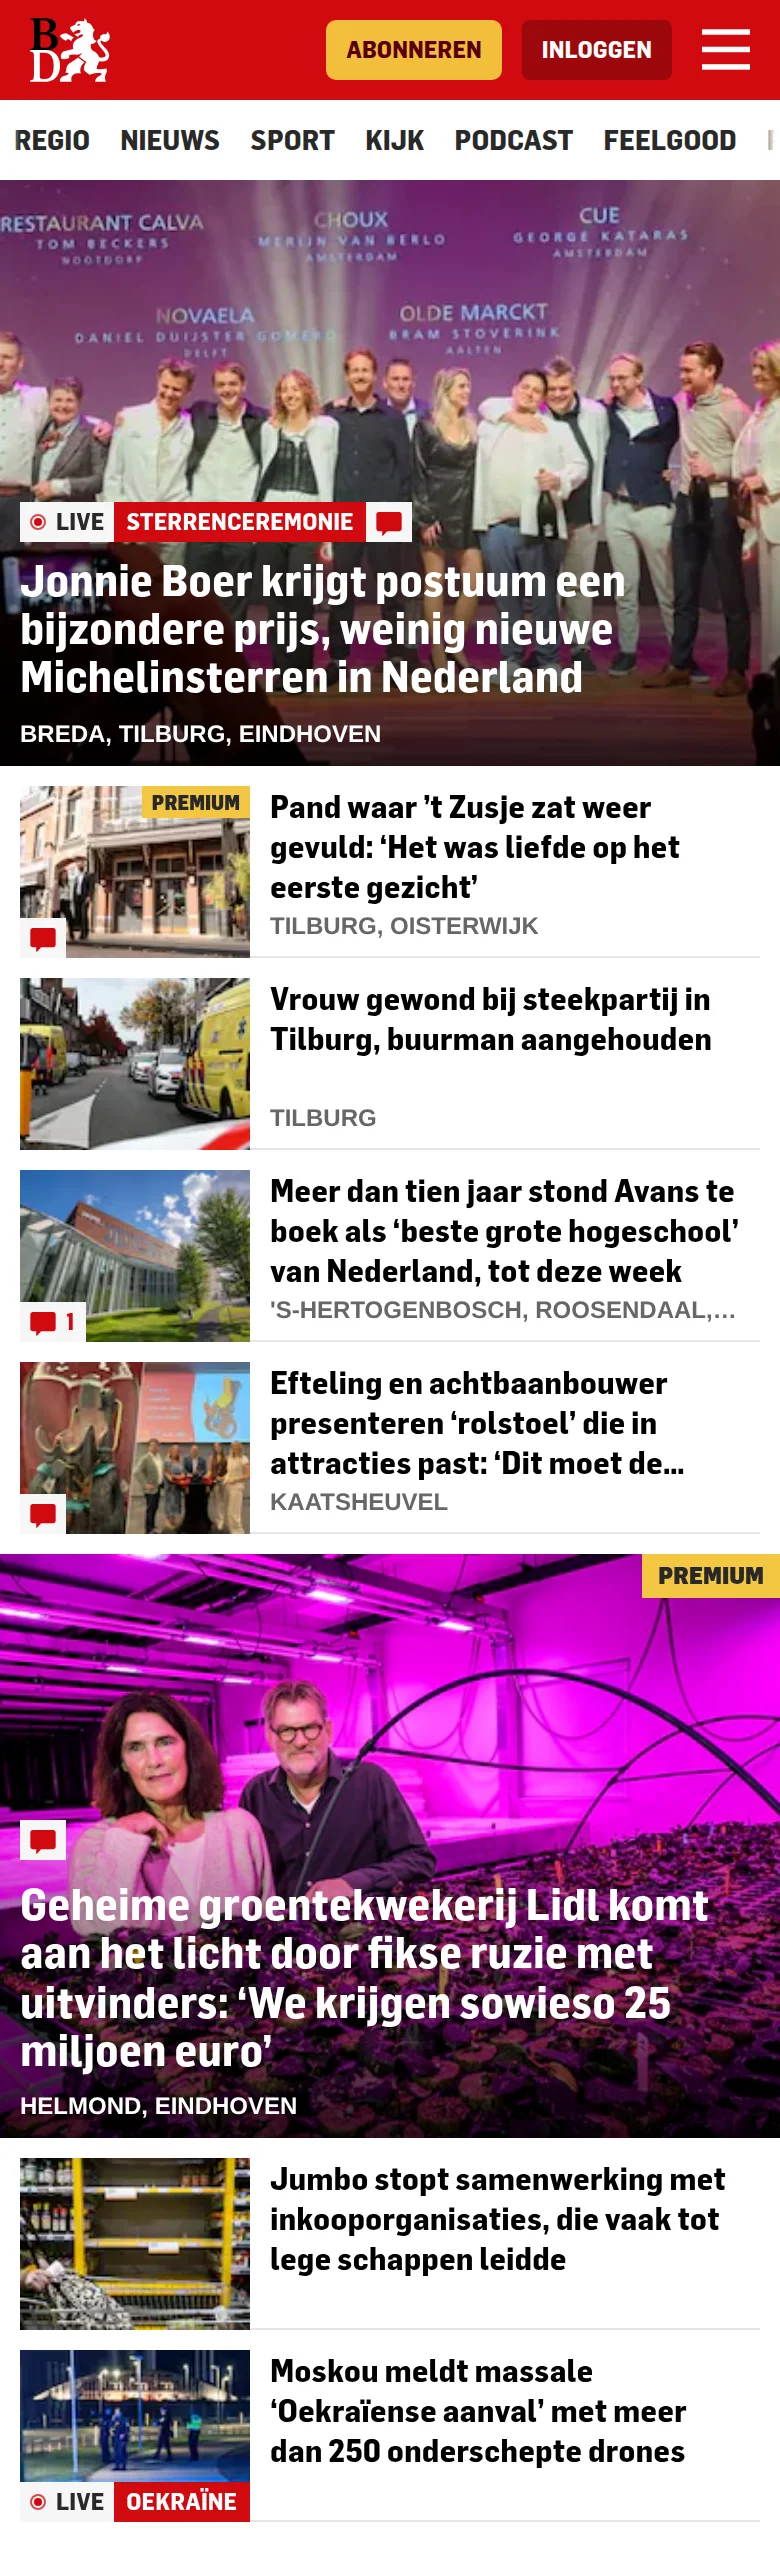 BD
ABONNEREN
INLOGGEN
REGIO NIEUWS SPORT KIJK PODCAST FEELGOOD
RESTAURANT CALVA
TOM BECKERS
NOOTDORP
CHOUX
MERLIJN VAN BERLO
AMSTERDAM
CUE
GEORGE KATARAS
AMSTERDAM
NOVAELA
DANIEL DUIJSTER GOMERO
DELFT
OLDE MARCKT
BRAM STOVERINK
AALTEN
LIVE STERRENCEREMONIE
Jonnie Boer krijgt postuum een
bijzondere prijs, weinig nieuwe
Michelinsterren in Nederland
BREDA, TILBURG, EINDHOVEN
PREMIUM
Pand waar ’t Zusje zat weer
gevuld: ‘Het was liefde op het
eerste gezicht’
TILBURG, OISTERWIJK
Vrouw gewond bij steekpartij in
Tilburg, buurman aangehouden
TILBURG
1
Meer dan tien jaar stond Avans te
boek als ‘beste grote hogeschool’
van Nederland, tot deze week
'S-HERTOGENBOSCH, ROOSENDAAL,...
Efteling en achtbaanbouwer
presenteren ‘rolstoel’ die in
attracties past: ‘Dit moet de...
KAATSHEUVEL
PREMIUM
Geheime groentekwekerij Lidl komt
aan het licht door fikse ruzie met
uitvinders: ‘We krijgen sowieso 25
miljoen euro’
HELMOND, EINDHOVEN
Jumbo stopt samenwerking met
inkooporganisaties, die vaak tot
lege schappen leidde
LIVE OEKRAÏNE
Moskou meldt massale
‘Oekraïense aanval’ met meer
dan 250 onderschepte drones